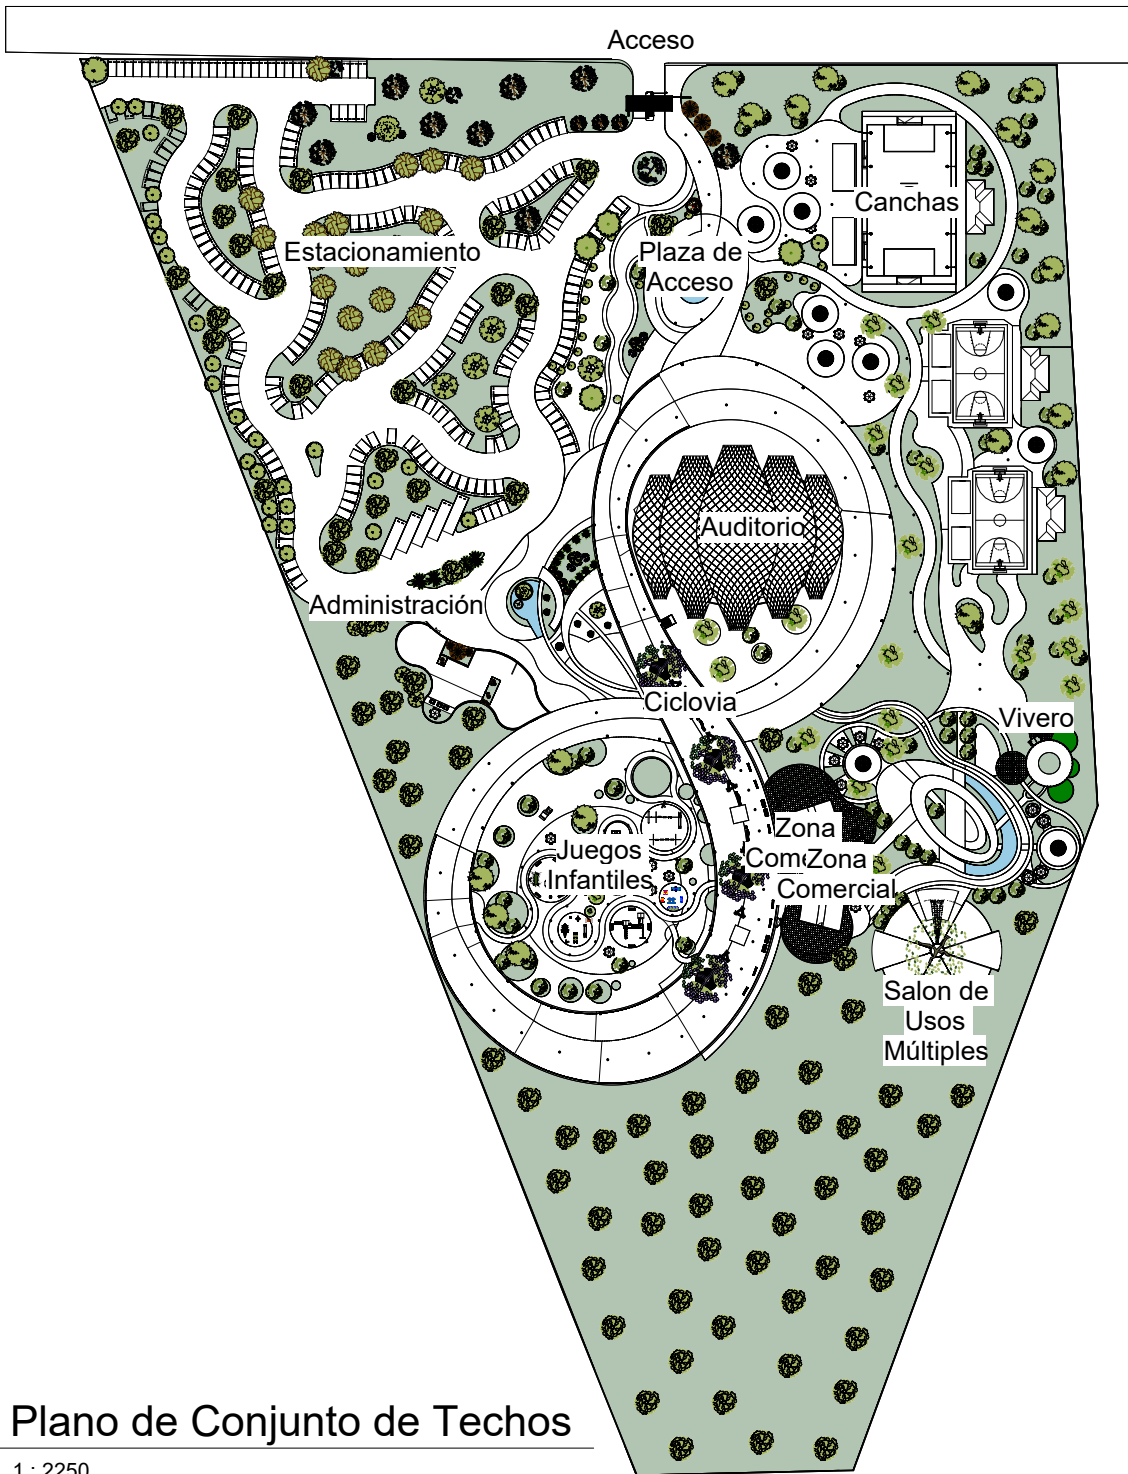 Acceso
Canchas
Estacionamiento
Plaza de
Acceso
Auditorio
Administración
Ciclovia
Vivero
Zona
Come
Zona
Comercial
Juegos
Infantiles
Salon de
Usos
Múltiples
Plano de Conjunto de Techos
1 : 2250